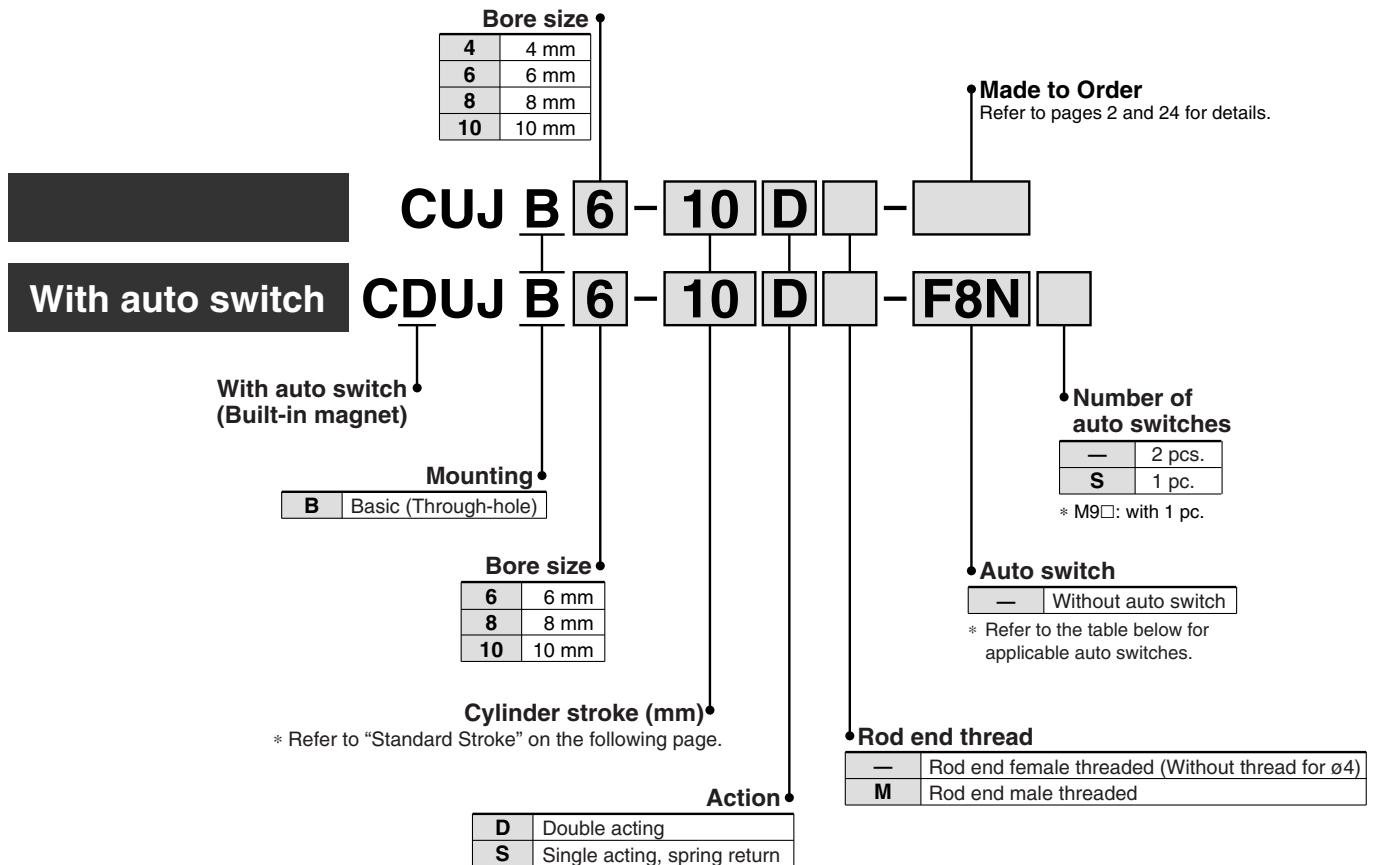 Bore size
4 4 mm
6 6 mm
8 8 mm
10 10 mm
Made to Order
Refer to pages 2 and 24 for details.
CUJ B 6 – 10 D –
With auto switch CDUJ B 6 – 10 D – F8N
With auto switch
(Built-in magnet)
Number of
auto switches
— 2 pcs.
S 1 pc.
∗ M9□: with 1 pc.
Mounting
B Basic (Through-hole)
Bore size
6 6 mm
8 8 mm
10 10 mm
Auto switch
— Without auto switch
∗ Refer to the table below for
applicable auto switches.
Cylinder stroke (mm)
∗ Refer to “Standard Stroke” on the following page.
Rod end thread
— Rod end female threaded (Without thread for ø4)
M Rod end male threaded
Action
D Double acting
S Single acting, spring return